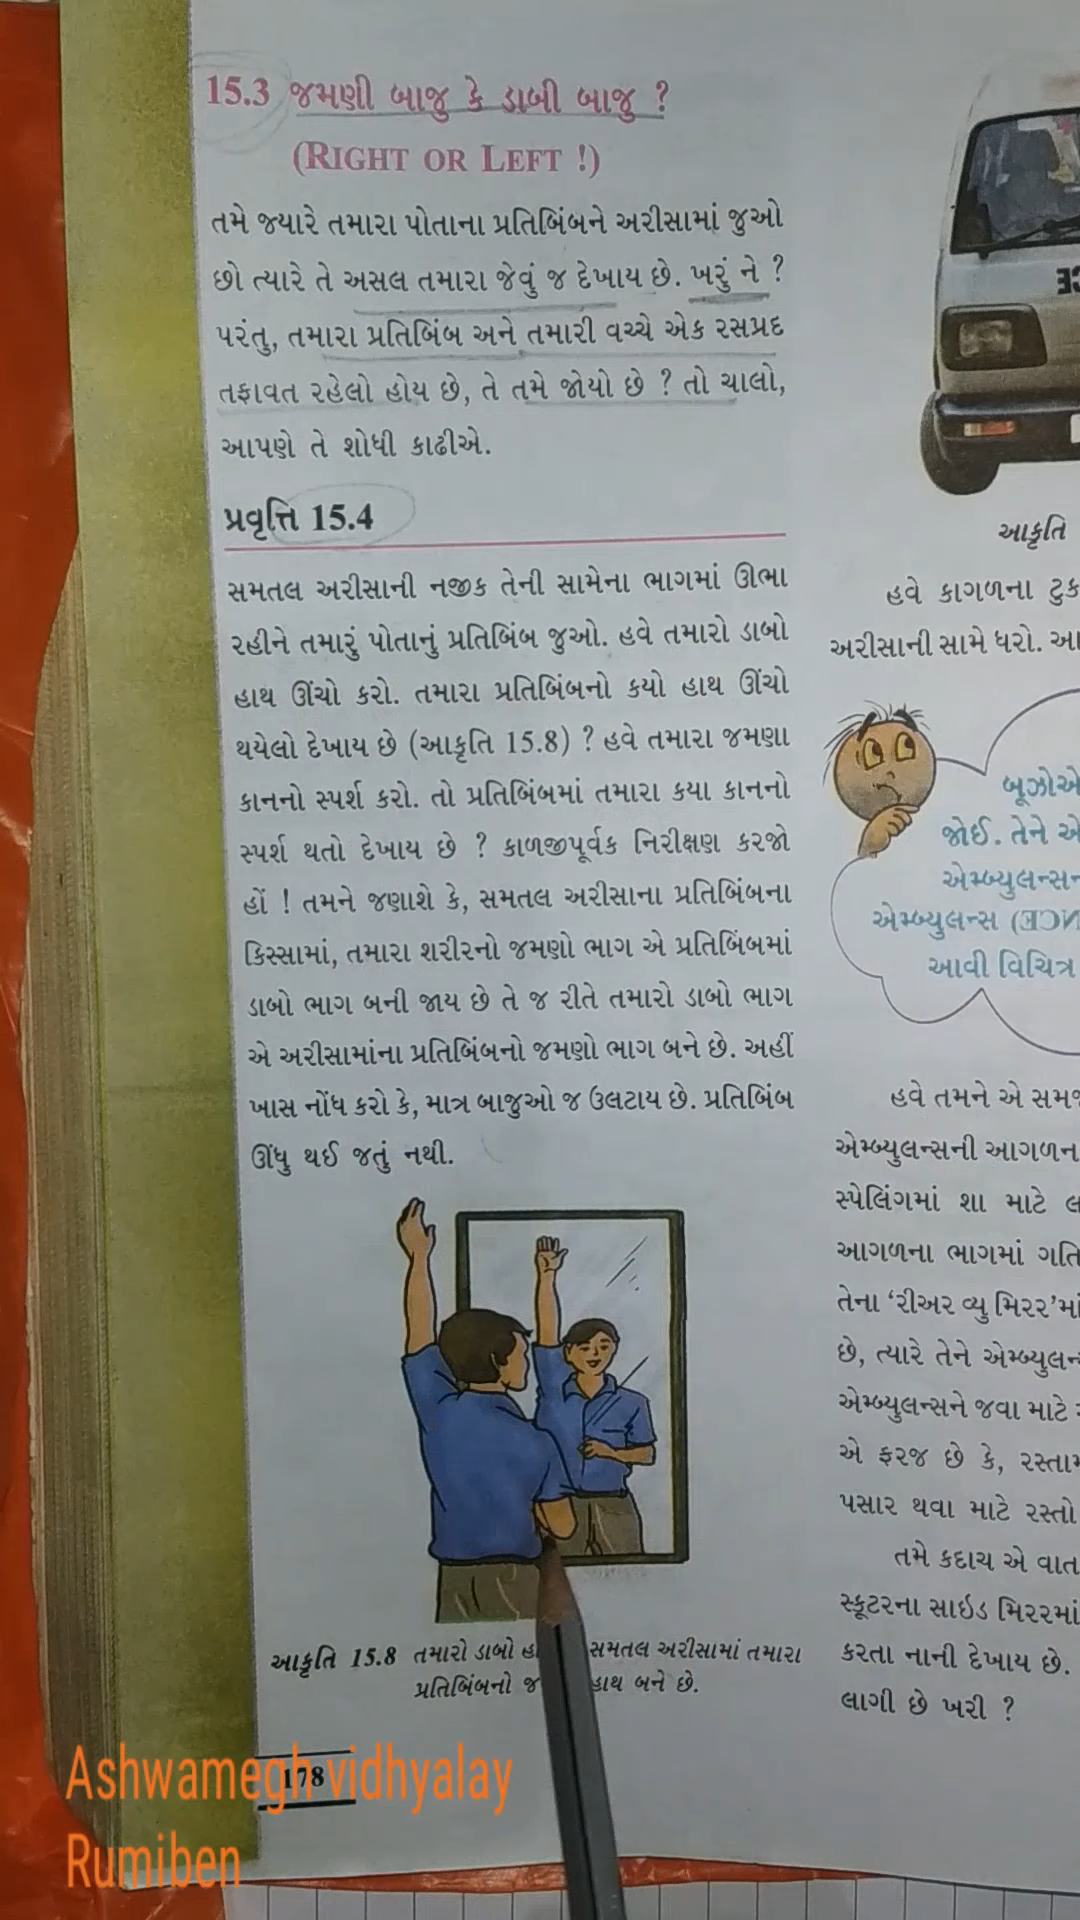 15.3 જમણી બાજુ કે ડાબી બાજુ ?
(RIGHT OR LEFT !)
તમે જ્યારે તમારા પોતાના પ્રતિબિંબને અરીસામાં જુઓ
છો ત્યારે તે અસલ તમારા જેવું જ દેખાય છે. ખરું ને ?
પરંતુ, તમારા પ્રતિબિંબ અને તમારી વચ્ચે એક રસપ્રદ
તફાવત રહેલો હોય છે, તે તમે જોયો છે ? તો ચાલો,
આપણે તે શોધી કાઢીએ.
પ્રવૃત્તિ 15.4
સમતલ અરીસાની નજીક તેની સામેના ભાગમાં ઊભા
રહીને તમારું પોતાનું પ્રતિબિંબ જુઓ. હવે તમારો ડાબો
હાથ ઊંચો કરો. તમારા પ્રતિબિંબનો કયો હાથ ઊંચો
થયેલો દેખાય છે (આકૃતિ 15.8) ? હવે તમારા જમણા
કાનનો સ્પર્શ કરો. તો પ્રતિબિંબમાં તમારા કયા કાનનો
સ્પર્શ થતો દેખાય છે ? કાળજીપૂર્વક નિરીક્ષણ કરજો
હોં ! તમને જણાશે કે, સમતલ અરીસાના પ્રતિબિંબના
કિસ્સામાં, તમારા શરીરનો જમણો ભાગ એ પ્રતિબિંબમાં
ડાબો ભાગ બની જાય છે તે જ રીતે તમારો ડાબો ભાગ
એ અરીસામાંના પ્રતિબિંબનો જમણો ભાગ બને છે. અહીં
ખાસ નોંધ કરો કે, માત્ર બાજુઓ જ ઉલટાય છે. પ્રતિબિંબ
ઊંધુ થઈ જતું નથી.
આકૃતિ 15.8 તમારો ડાબો સમતલ અરીસામાં તમારા
પ્રતિબિંબનો હાથ બને છે.
178
Ashwamegh vidhyalay
Rumiben
આકૃતિ
હવે કાગળના
અરીસાની સામે ધરો.
બૂઝોએ
જોઈ. તેને
એમ્બ્યુલન્સ
આવી વિચિત્ર
હવે તમને એ
એમ્બ્યુલન્સની
સ્પેલિંગમાં શા માટે
આગળના ભાગમાં
તેના ‘રીઅર વ્યુ મિરર’માં
છે, ત્યારે તેને
એમ્બ્યુલન્સને જવા માટે
એ ફરજ છે કે,
પસાર થવા માટે રસ્તો
તમે કદાચ એ વાત
સ્કૂટરના સાઇડ મિરરમાં
કરતા નાની દેખાય છે.
લાગી છે ખરી ?